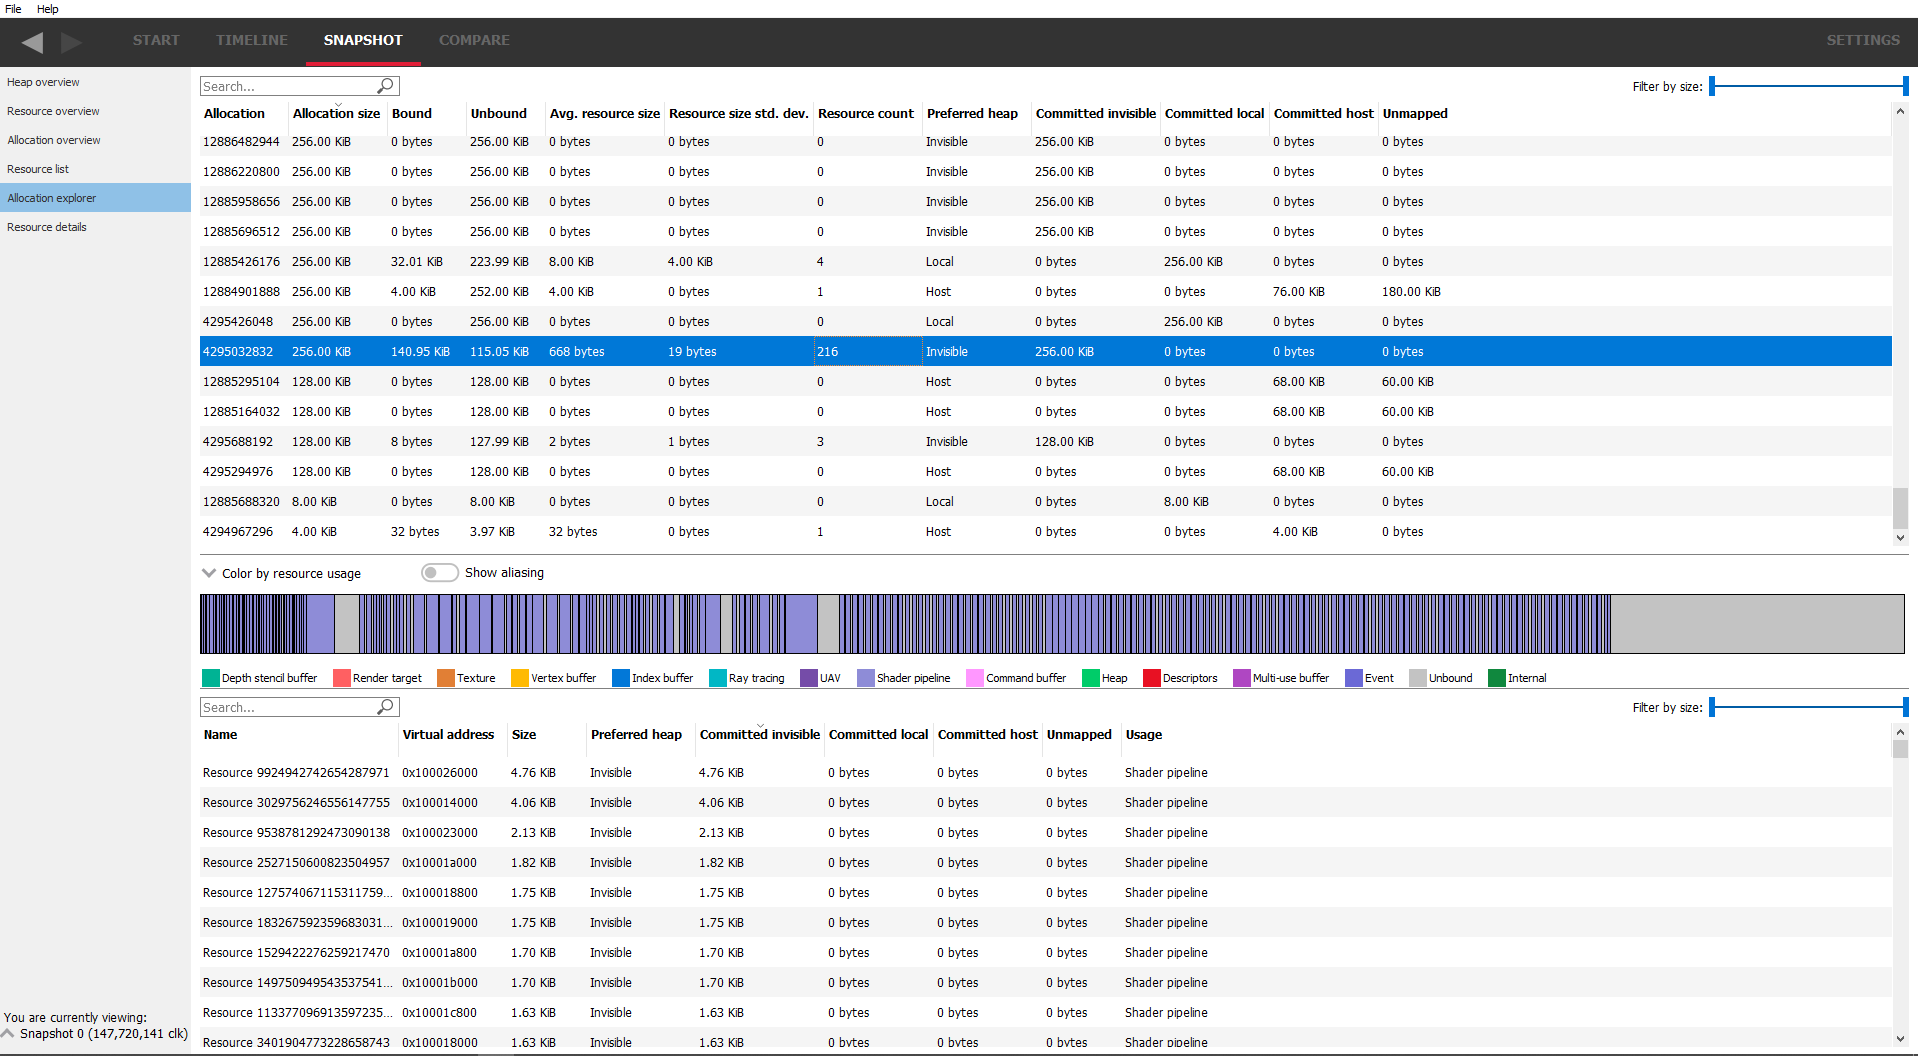 File Help
START TIMELINE SNAPSHOT COMPARE SETTINGS
Heap overview
Resource overview
Allocation overview
Resource list
Allocation explorer
Resource details
Search... Filter by size:
Allocation Allocation size Bound Unbound Avg. resource size Resource size std. dev. Resource count Preferred heap Committed invisible Committed local Committed host Unmapped
12886482944 256.00 KiB 0 bytes 256.00 KiB 0 bytes 0 bytes 0 Invisible 256.00 KiB 0 bytes 0 bytes 0 bytes
12886220800 256.00 KiB 0 bytes 256.00 KiB 0 bytes 0 bytes 0 Invisible 256.00 KiB 0 bytes 0 bytes 0 bytes
12885958656 256.00 KiB 0 bytes 256.00 KiB 0 bytes 0 bytes 0 Invisible 256.00 KiB 0 bytes 0 bytes 0 bytes
12885696512 256.00 KiB 0 bytes 256.00 KiB 0 bytes 0 bytes 0 Invisible 256.00 KiB 0 bytes 0 bytes 0 bytes
12885426176 256.00 KiB 32.01 KiB 223.99 KiB 8.00 KiB 4.00 KiB 4 Local 0 bytes 256.00 KiB 0 bytes 0 bytes
12884901888 256.00 KiB 4.00 KiB 252.00 KiB 4.00 KiB 0 bytes 1 Host 0 bytes 0 bytes 76.00 KiB 180.00 KiB
4295426048 256.00 KiB 0 bytes 256.00 KiB 0 bytes 0 bytes 0 Local 0 bytes 256.00 KiB 0 bytes 0 bytes
4295032832 256.00 KiB 140.95 KiB 115.05 KiB 668 bytes 19 bytes 216 Invisible 256.00 KiB 0 bytes 0 bytes 0 bytes
12885295104 128.00 KiB 0 bytes 128.00 KiB 0 bytes 0 bytes 0 Host 0 bytes 0 bytes 68.00 KiB 60.00 KiB
12885164032 128.00 KiB 0 bytes 128.00 KiB 0 bytes 0 bytes 0 Host 0 bytes 0 bytes 68.00 KiB 60.00 KiB
4295688192 128.00 KiB 8 bytes 127.99 KiB 2 bytes 1 bytes 3 Invisible 128.00 KiB 0 bytes 0 bytes 0 bytes
4295294976 128.00 KiB 0 bytes 128.00 KiB 0 bytes 0 bytes 0 Host 0 bytes 0 bytes 68.00 KiB 60.00 KiB
12885688320 8.00 KiB 0 bytes 8.00 KiB 0 bytes 0 bytes 0 Local 0 bytes 8.00 KiB 0 bytes 0 bytes
4294967296 4.00 KiB 32 bytes 3.97 KiB 32 bytes 0 bytes 1 Host 0 bytes 0 bytes 4.00 KiB 0 bytes
Color by resource usage Show aliasing
Depth stencil buffer Render target Texture Vertex buffer Index buffer Ray tracing UAV Shader pipeline Command buffer Heap Descriptors Multi-use buffer Event Unbound Internal
Search... Filter by size:
Name Virtual address Size Preferred heap Committed invisible Committed local Committed host Unmapped Usage
Resource 9924942742654287971 0x100026000 4.76 KiB Invisible 4.76 KiB 0 bytes 0 bytes 0 bytes Shader pipeline
Resource 3029756246556147755 0x100014000 4.06 KiB Invisible 4.06 KiB 0 bytes 0 bytes 0 bytes Shader pipeline
Resource 9538781292473090138 0x100023000 2.13 KiB Invisible 2.13 KiB 0 bytes 0 bytes 0 bytes Shader pipeline
Resource 2527150600823504957 0x10001a000 1.82 KiB Invisible 1.82 KiB 0 bytes 0 bytes 0 bytes Shader pipeline
Resource 127574067115311759... 0x100018800 1.75 KiB Invisible 1.75 KiB 0 bytes 0 bytes 0 bytes Shader pipeline
Resource 183267592359683031... 0x100019000 1.75 KiB Invisible 1.75 KiB 0 bytes 0 bytes 0 bytes Shader pipeline
Resource 1529422276259217470 0x10001a800 1.70 KiB Invisible 1.70 KiB 0 bytes 0 bytes 0 bytes Shader pipeline
Resource 149750949543537541... 0x10001b000 1.70 KiB Invisible 1.70 KiB 0 bytes 0 bytes 0 bytes Shader pipeline
Resource 113377096913597235... 0x10001c800 1.63 KiB Invisible 1.63 KiB 0 bytes 0 bytes 0 bytes Shader pipeline
Resource 3401904773228658743 0x100018000 1.63 KiB Invisible 1.63 KiB 0 bytes 0 bytes 0 bytes Shader pipeline
You are currently viewing:
Snapshot 0 (147,720,141 clk)